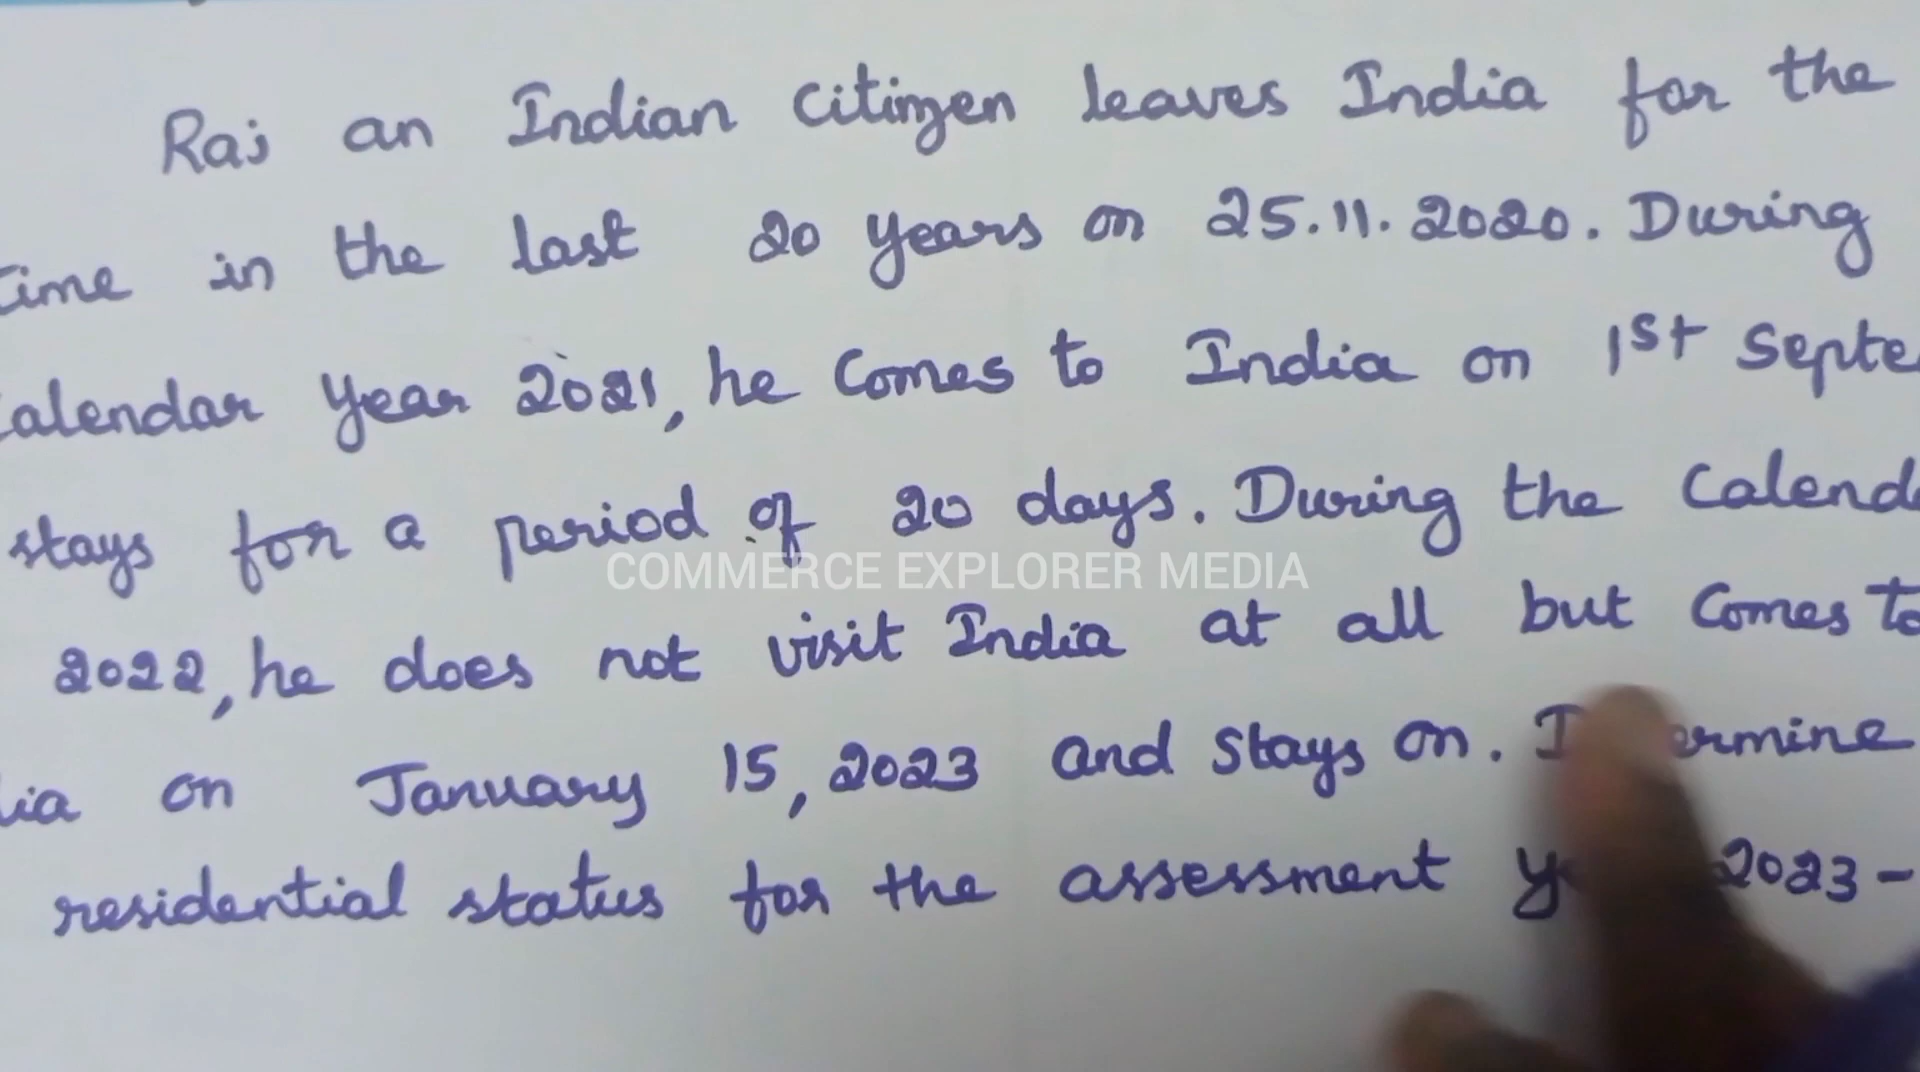 Raj an Indian Citizen leaves India for the
time in the last 20 years on 25.11.2020. During
Calendar Year 2021, he Comes to India on 1st Septe
stays for a period of 20 days. During the Calenda
2022, he does not visit India at all but Comes to
dia on January 15, 2023 and stays on.
residential status for the assessment 2023-
COMMERCE EXPLORER MEDIA